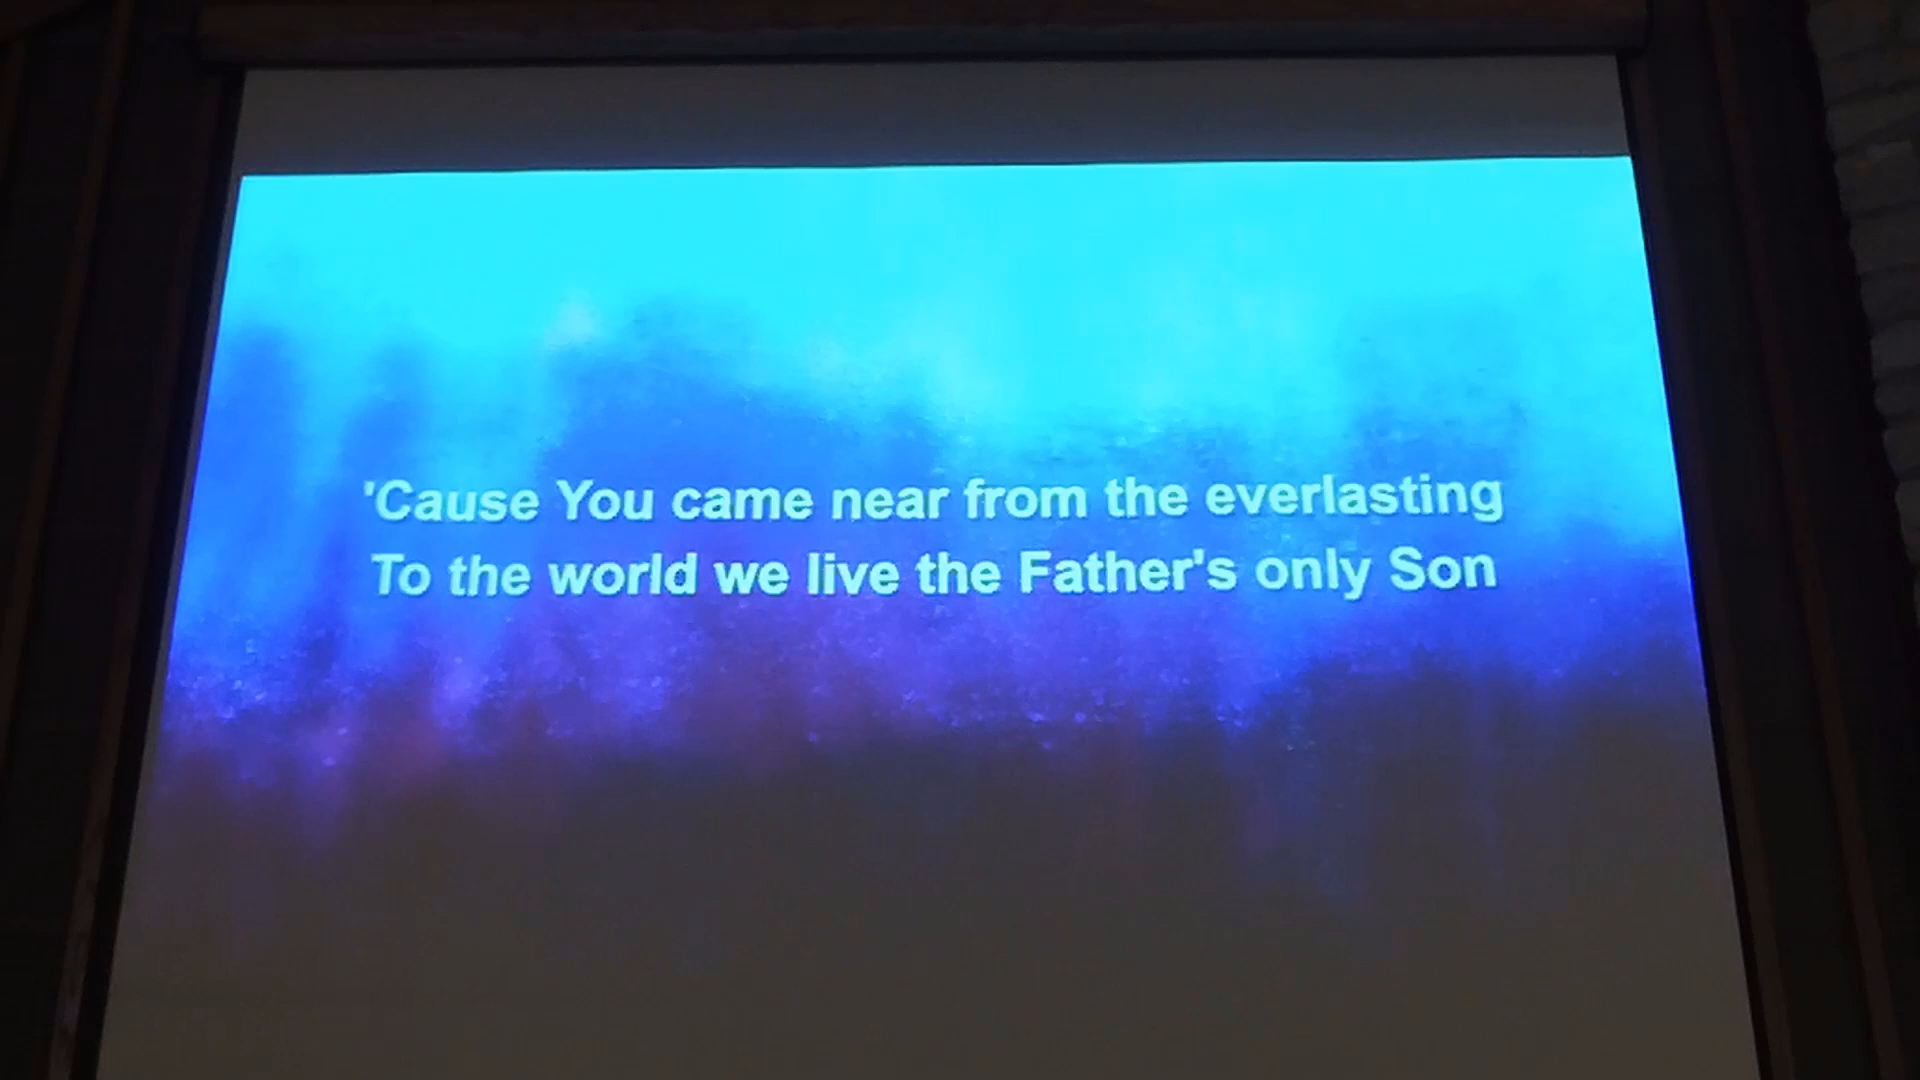 'Cause You came near from the everlasting
To the world we live the Father's only Son